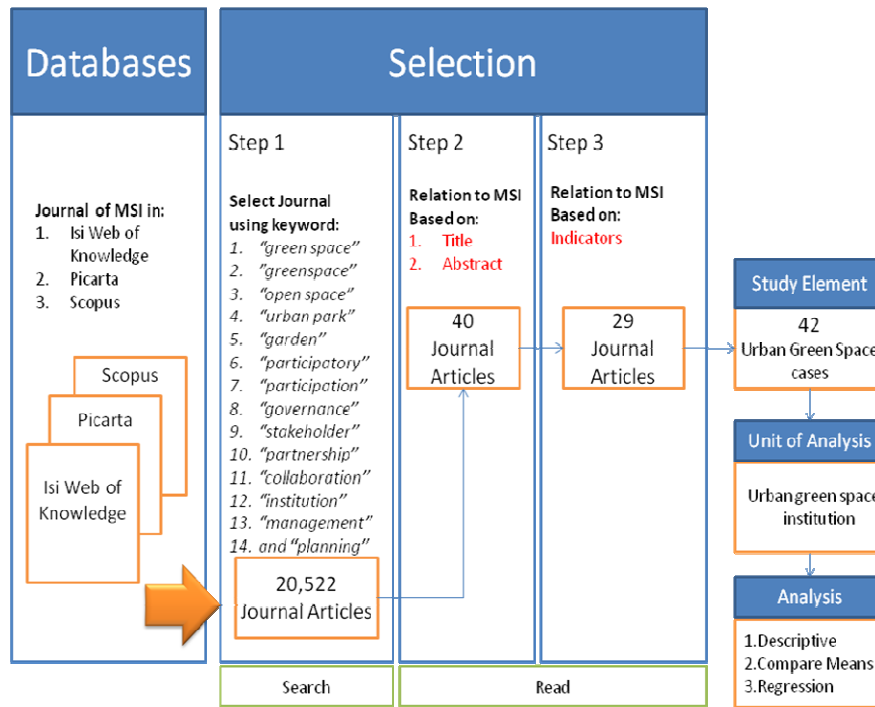 Databases
Journal of MSI in:
1. Isi Web of
Knowledge
2. Picarta
3. Scopus
Scopus
Picarta
Isi Web of
Knowledge
Selection
Step 1
Select Journal
using keyword:
1. "green space"
2. "greenspace"
3. "open space"
4. "urban park"
5. "garden"
6. "participatory"
7. "participation"
8. "governance"
9. "stakeholder"
10. "partnership"
11. "collaboration"
12. "institution"
13. "management"
14. and "planning"
20,522
Journal Articles
Search
Step 2
Relation to MSI
Based on:
1. Title
2. Abstract
40
Journal
Articles
Step 3
Relation to MSI
Based on:
Indicators
29
Journal
Articles
Read
Study Element
42
Urban Green Space
cases
Unit of Analysis
Urban green space
institution
Analysis
1.Descriptive
2.Compare Means
3.Regression